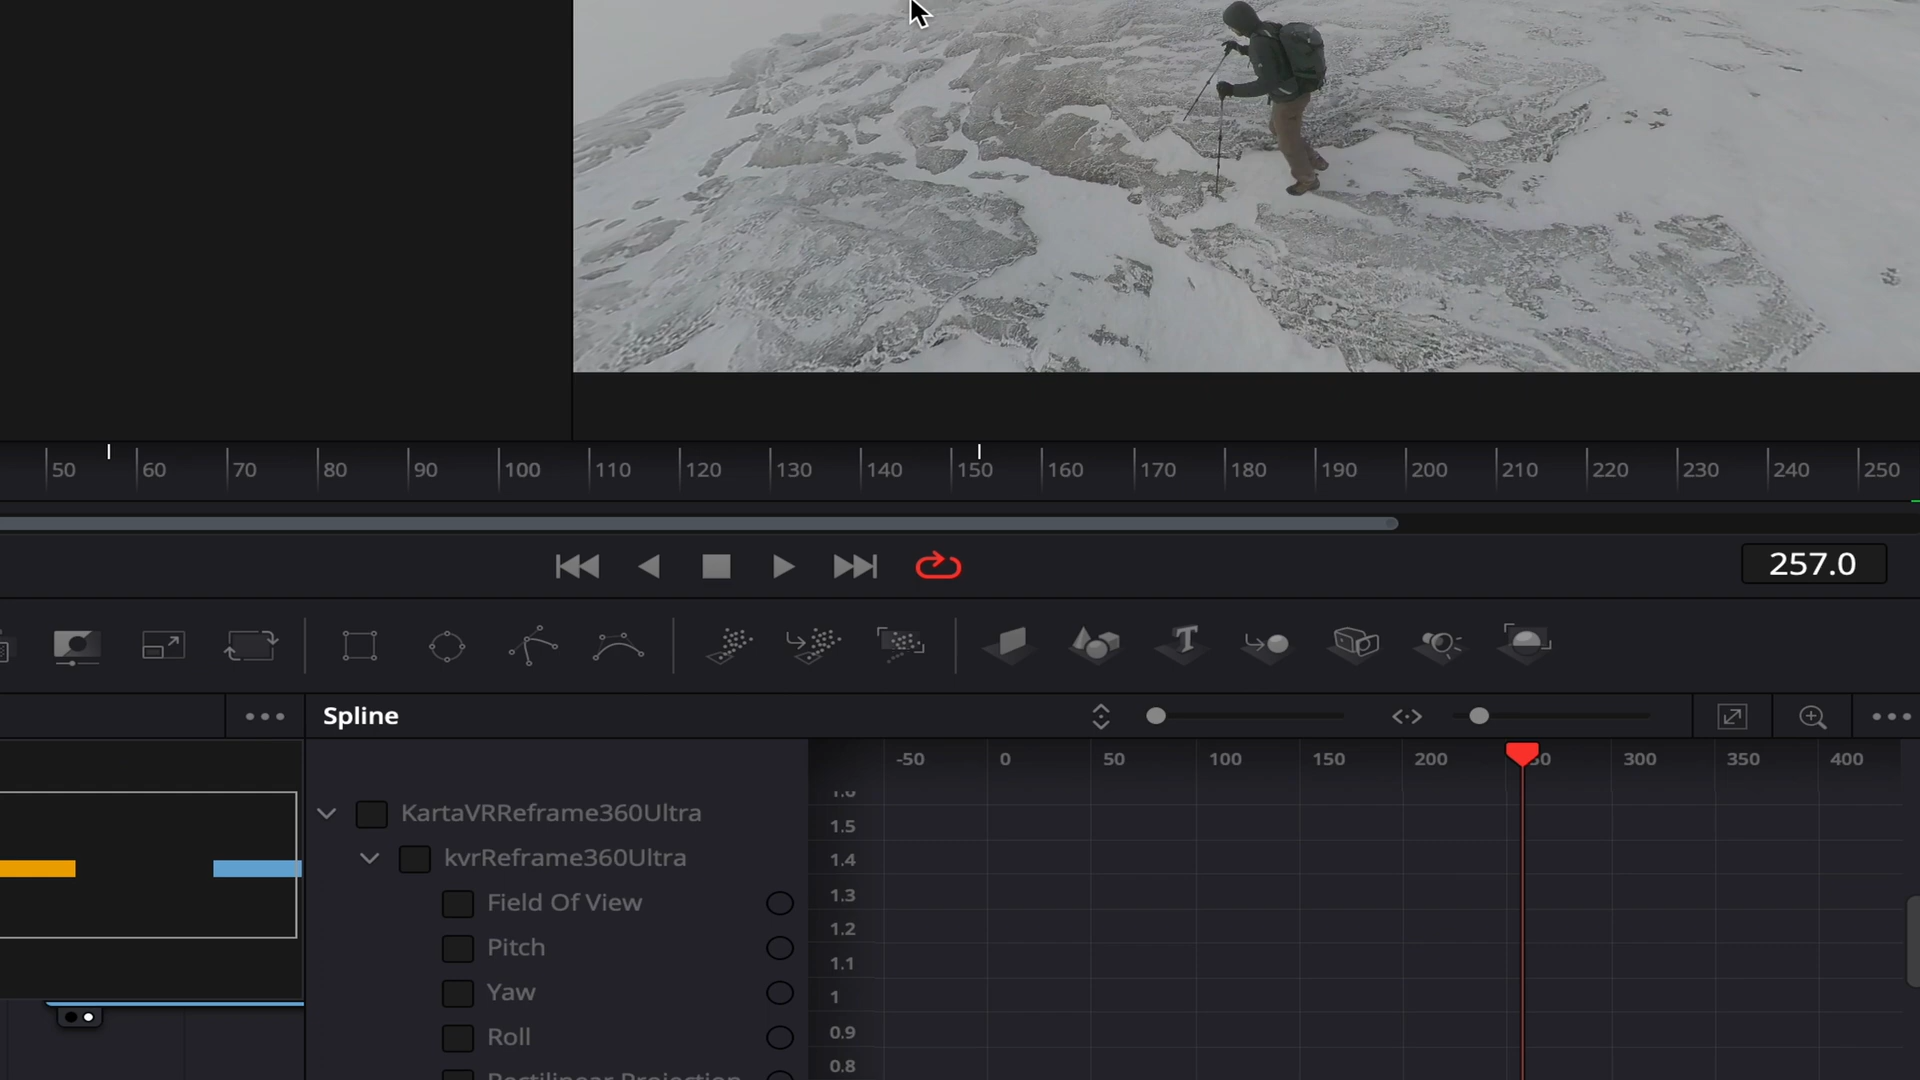 50 60 70 80 90 100 110 120 130 140 150 160 170 180 190 200 210 220 230 240 250
257.0
Spline
-50 0 50 100 150 200 300 350 400
KartaVRReframe360Ultra
1.5
kvrReframe360Ultra
1.4
Field Of View
1.3
1.2
Pitch
1.1
Yaw
1
Roll
0.9
0.8
Rectilinear Projection